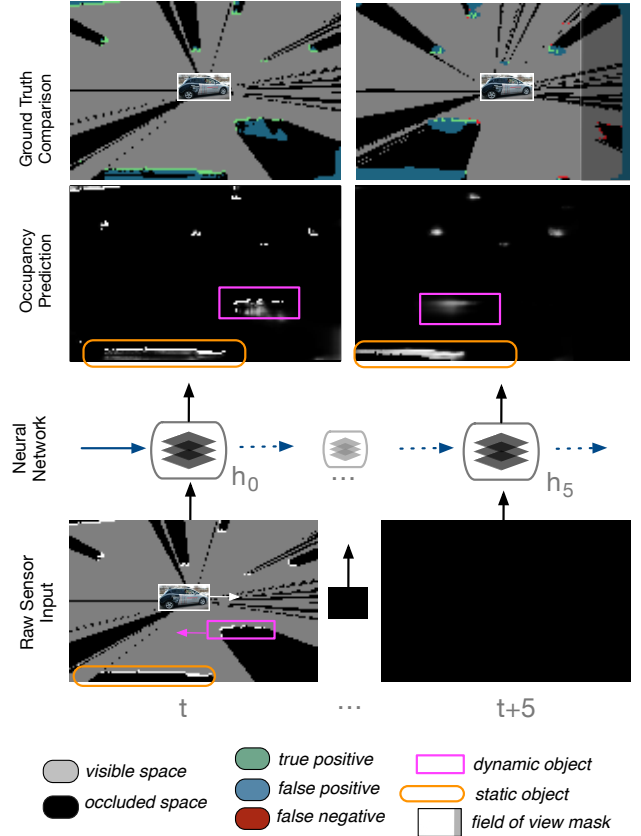 Ground Truth
Comparison
Occupancy
Prediction
Neural
Network
h0
...
h5
Raw Sensor
Input
t
...
t+5
visible space
occluded space
true positive
false positive
false negative
dynamic object
static object
field of view mask